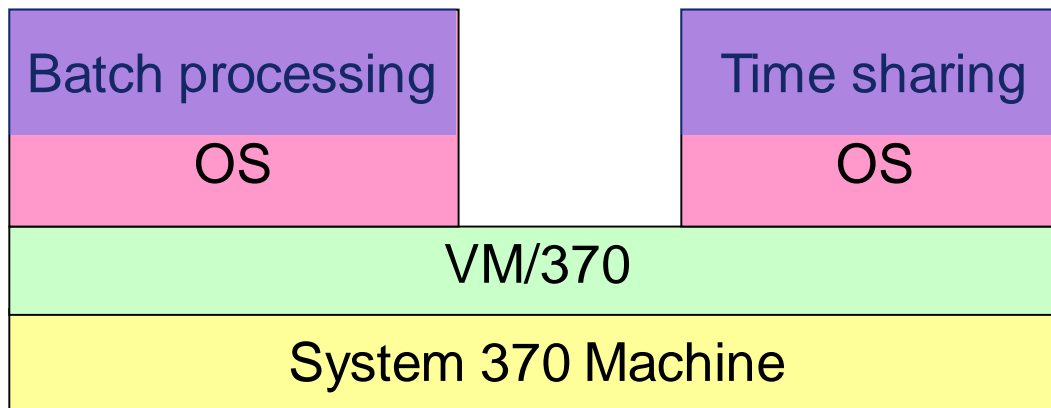 Batch processing
Time sharing
OS
OS
VM/370
System 370 Machine